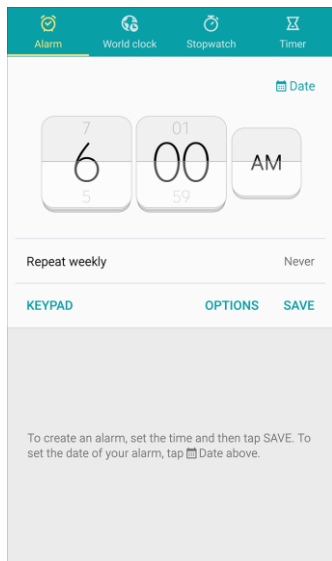 Alarm World clock Stopwatch Timer
Date
7 01
6 00 AM
5 59
Repeat weekly Never
KEYPAD OPTIONS SAVE
To create an alarm, set the time and then tap SAVE. To
set the date of your alarm, tap Date above.